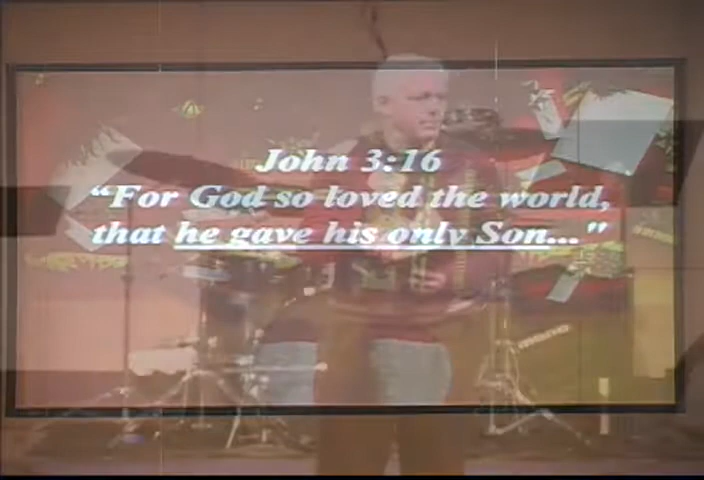 John 3:16
“For God so loved the world,
that he gave his only Son..."